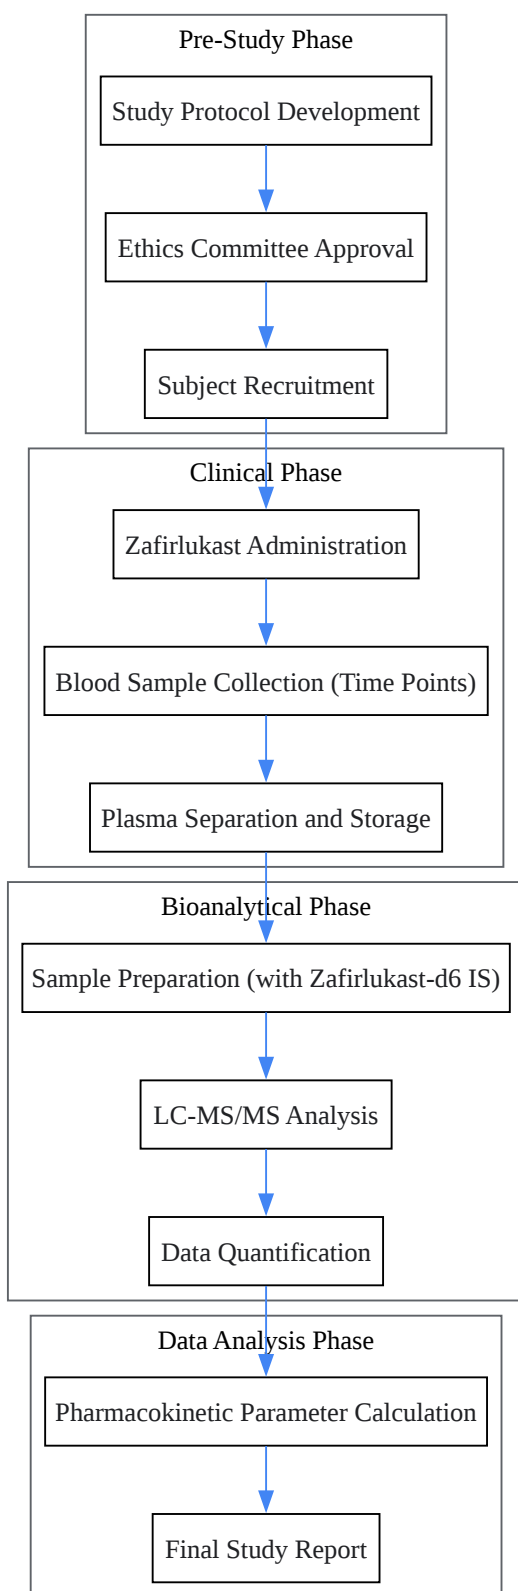 Pre-Study Phase
Study Protocol Development
Ethics Committee Approval
Subject Recruitment
Clinical Phase
Zafirlukast Administration
Blood Sample Collection (Time Points)
Plasma Separation and Storage
Bioanalytical Phase
Sample Preparation (with Zafirlukast-d6 IS)
LC-MS/MS Analysis
Data Quantification
Data Analysis Phase
Pharmacokinetic Parameter Calculation
Final Study Report